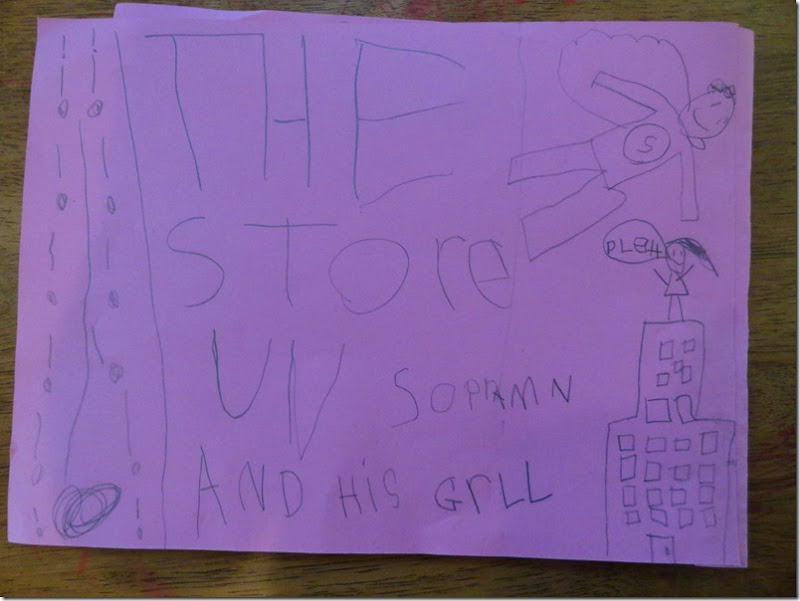 THE
S
STOre
PLeH
UV SOPRMN
AND HiS GrLL